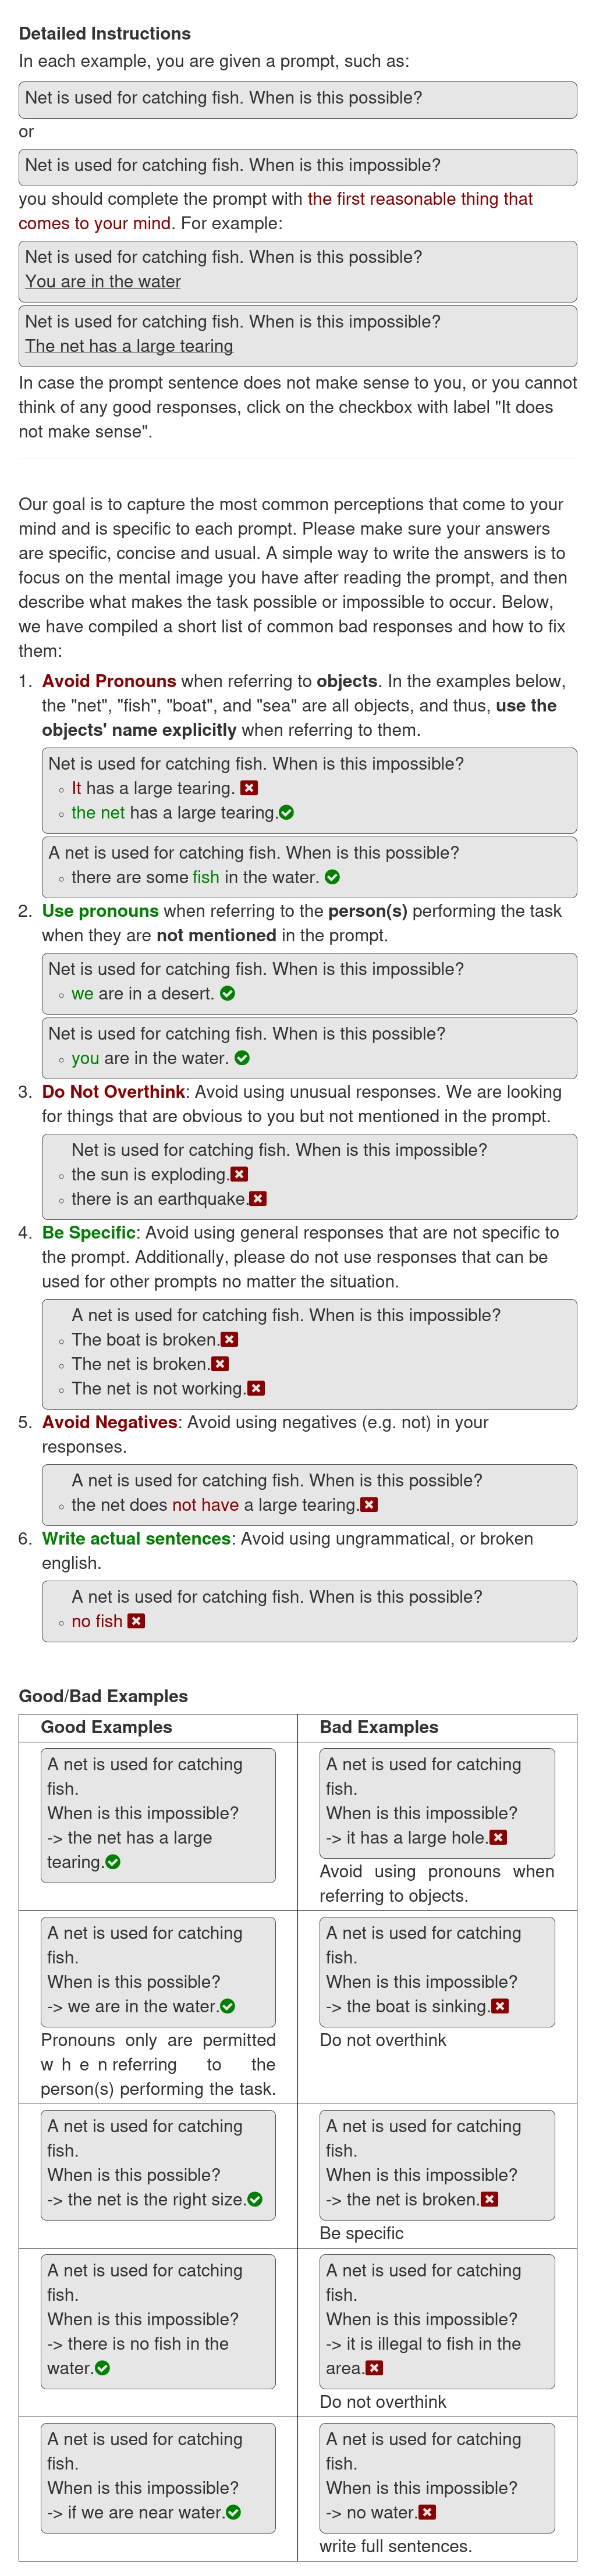 Detailed Instructions
In each example, you are given a prompt, such as:
Net is used for catching fish. When is this possible?
or
Net is used for catching fish. When is this impossible?
you should complete the prompt with the first reasonable thing that
comes to your mind. For example:
Net is used for catching fish. When is this possible?
You are in the water
Net is used for catching fish. When is this impossible?
The net has a large tearing
In case the prompt sentence does not make sense to you, or you cannot
think of any good responses, click on the checkbox with label "It does
not make sense".
Our goal is to capture the most common perceptions that come to your
mind and is specific to each prompt. Please make sure your answers
are specific, concise and usual. A simple way to write the answers is to
focus on the mental image you have after reading the prompt, and then
describe what makes the task possible or impossible to occur. Below,
we have compiled a short list of common bad responses and how to fix
them:
1. Avoid Pronouns when referring to objects. In the examples below,
the "net", "fish", "boat", and "sea" are all objects, and thus, use the
objects' name explicitly when referring to them.
Net is used for catching fish. When is this impossible?
It has a large tearing.
the net has a large tearing.
A net is used for catching fish. When is this possible?
there are some fish in the water.
2. Use pronouns when referring to the person(s) performing the task
when they are not mentioned in the prompt.
Net is used for catching fish. When is this impossible?
we are in a desert.
Net is used for catching fish. When is this possible?
you are in the water.
3. Do Not Overthink: Avoid using unusual responses. We are looking
for things that are obvious to you but not mentioned in the prompt.
Net is used for catching fish. When is this impossible?
the sun is exploding.
there is an earthquake.
4. Be Specific: Avoid using general responses that are not specific to
the prompt. Additionally, please do not use responses that can be
used for other prompts no matter the situation.
A net is used for catching fish. When is this impossible?
The boat is broken.
The net is broken.
The net is not working.
5. Avoid Negatives: Avoid using negatives (e.g. not) in your
responses.
A net is used for catching fish. When is this possible?
the net does not have a large tearing.
6. Write actual sentences: Avoid using ungrammatical, or broken
english.
A net is used for catching fish. When is this possible?
no fish
Good/Bad Examples
Good Examples
Bad Examples
A net is used for catching
fish.
When is this impossible?
-> the net has a large
tearing.
A net is used for catching
fish.
When is this impossible?
-> it has a large hole.
Avoid using pronouns when
referring to objects.
A net is used for catching
fish.
When is this possible?
-> we are in the water.
Pronouns only are permitted
w h e n referring to the
person(s) performing the task.
A net is used for catching
fish.
When is this impossible?
-> the boat is sinking.
Do not overthink
A net is used for catching
fish.
When is this possible?
-> the net is the right size.
A net is used for catching
fish.
When is this impossible?
-> the net is broken.
Be specific
A net is used for catching
fish.
When is this impossible?
-> there is no fish in the
water.
A net is used for catching
fish.
When is this impossible?
-> it is illegal to fish in the
area.
Do not overthink
A net is used for catching
fish.
When is this impossible?
-> if we are near water.
A net is used for catching
fish.
When is this impossible?
-> no water.
write full sentences.